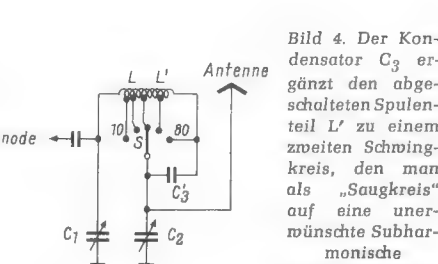 L L' Antenne
node 10 S 80
C'3
C1 C2
Bild 4. Der Kon-
densator C3 er-
gänzt den abge-
schalteten Spulen-
teil L' zu einem
zweiten Schwing-
kreis, den man
als „Saugkreis“
auf eine uner-
wünschte Subhar-
monische